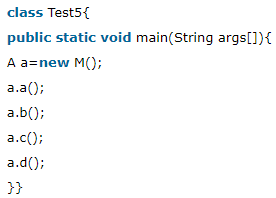 class Test5{
public static void main(String args[]){
A a=new M();
a.a();
a.b();
a.c();
a.d();
}}